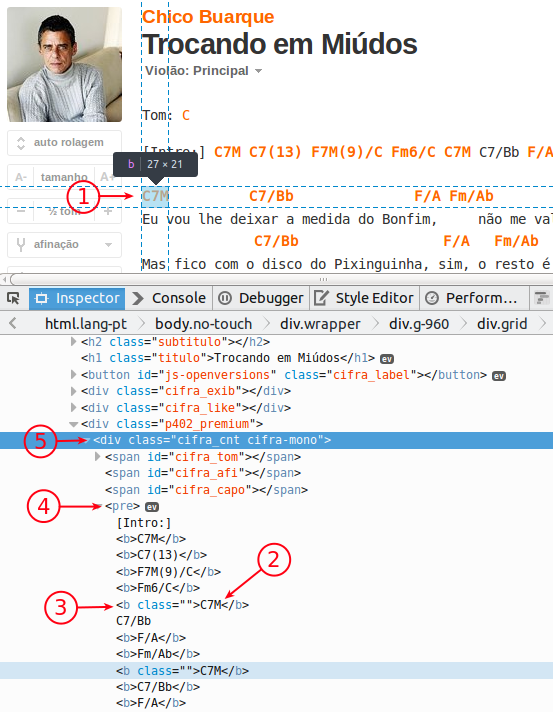 Chico Buarque
Trocando em Miúdos
Violão: Principal
Tom: C
auto rolagem
[Intro:] C7M C7(13) F7M(9)/C Fm6/C C7M C7/Bb F/A
b 27 × 21
A- tamanho A+
1
C7M C7/Bb F/A Fm/Ab
½ tom
Eu vou lhe deixar a medida do Bonfim, não me val
C7/Bb F/A Fm/Ab
afinação
Mas fico com o disco do Pixinguinha, sim, o resto é
Inspector Console Debugger Style Editor Perform…
html.lang-pt body.no-touch div.wrapper div.g-960 div.grid
<h2 class="subtitulo"></h2>
<h1 class="titulo">Trocando em Miúdos</h1> ev
<button id="js-openversions" class="cifra_label"></button> ev
<div class="cifra_exib"></div>
<div class="cifra_like"></div>
<div class="p402_premium">
5 <div class="cifra_cnt cifra-mono">
<span id="cifra_tom"></span>
<span id="cifra_afi"></span>
<span id="cifra_capo"></span>
4 <pre> ev
[Intro:]
<b>C7M</b>
<b>C7(13)</b>
2
<b>F7M(9)/C</b>
<b>Fm6/C</b>
3 <b class="">C7M</b>
C7/Bb
<b>F/A</b>
<b>Fm/Ab</b>
<b class="">C7M</b>
<b>C7/Bb</b>
<b>F/A</b>